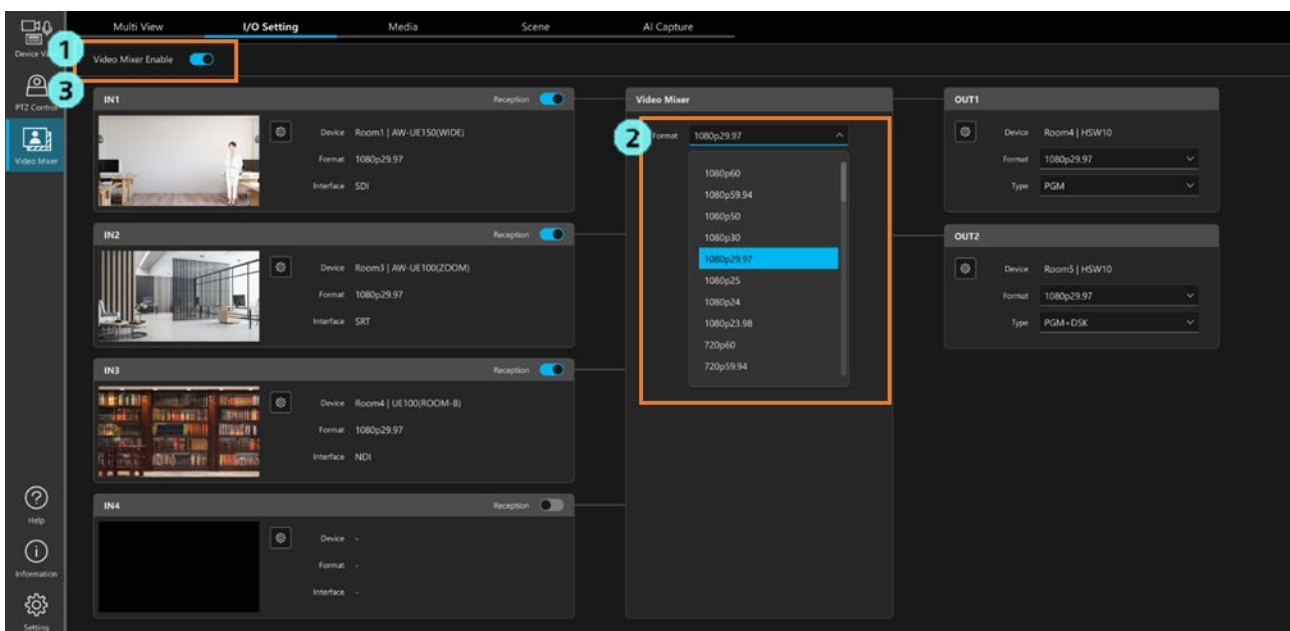 Multi View
I/O Setting
Media
Scene
AI Capture
1
Video Mixer Enable
3
PTZ Control
Video Mixer
Help
Information
Setting
IN1
Reception
Device Room1 | AW-UE150(WIDE)
Format 1080p29.97
Interface SDI
IN2
Reception
Device Room3 | AW-UE100(ZOOM)
Format 1080p29.97
Interface SRT
IN3
Reception
Device Room4 | UE100(ROOM-B)
Format 1080p29.97
Interface NDI
IN4
Reception
Device -
Format -
Interface -
Video Mixer
2
Format 1080p29.97
1080p60
1080p59.94
1080p50
1080p30
1080p29.97
1080p25
1080p24
1080p23.98
720p60
720p59.94
OUT1
Device Room4 | HSW10
Format 1080p29.97
Type PGM
OUT2
Device Room5 | HSW10
Format 1080p29.97
Type PGM+DSK